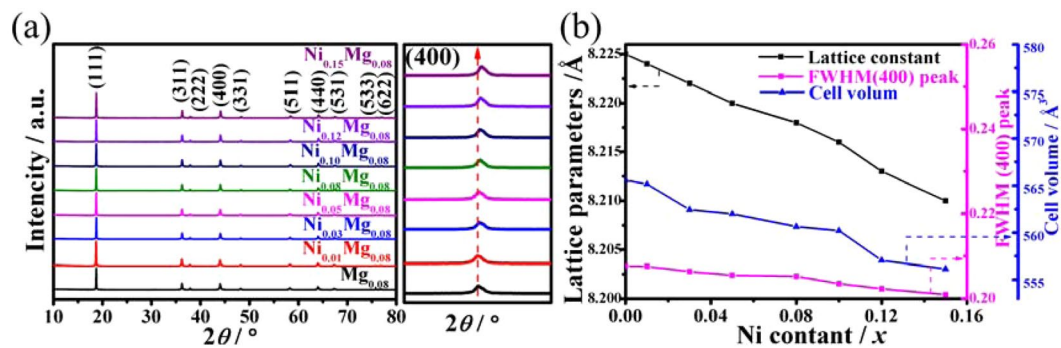 (a)
Intencity / a.u.
(111)
(311)
(222)
(400)
(331)
(511)
(440)
(531)
(533)
(622)
Ni0.15Mg0.08
Ni0.12Mg0.08
Ni0.10Mg0.08
Ni0.08Mg0.08
Ni0.05Mg0.08
Ni0.03Mg0.08
Ni0.01Mg0.08
Mg0.08
10 20 30 40 50 60 70 80
2θ / °
(400)
2θ / °
(b)
Lattice parameters / Å
8.225
8.220
8.215
8.210
8.205
8.200
Lattice constant
FWHM(400) peak
Cell volum
0.00 0.04 0.08 0.12 0.16
Ni contant / x
0.26
0.24
0.22
0.20
FWHM (400) peak
580
575
570
565
560
555
Cell volume / Å3